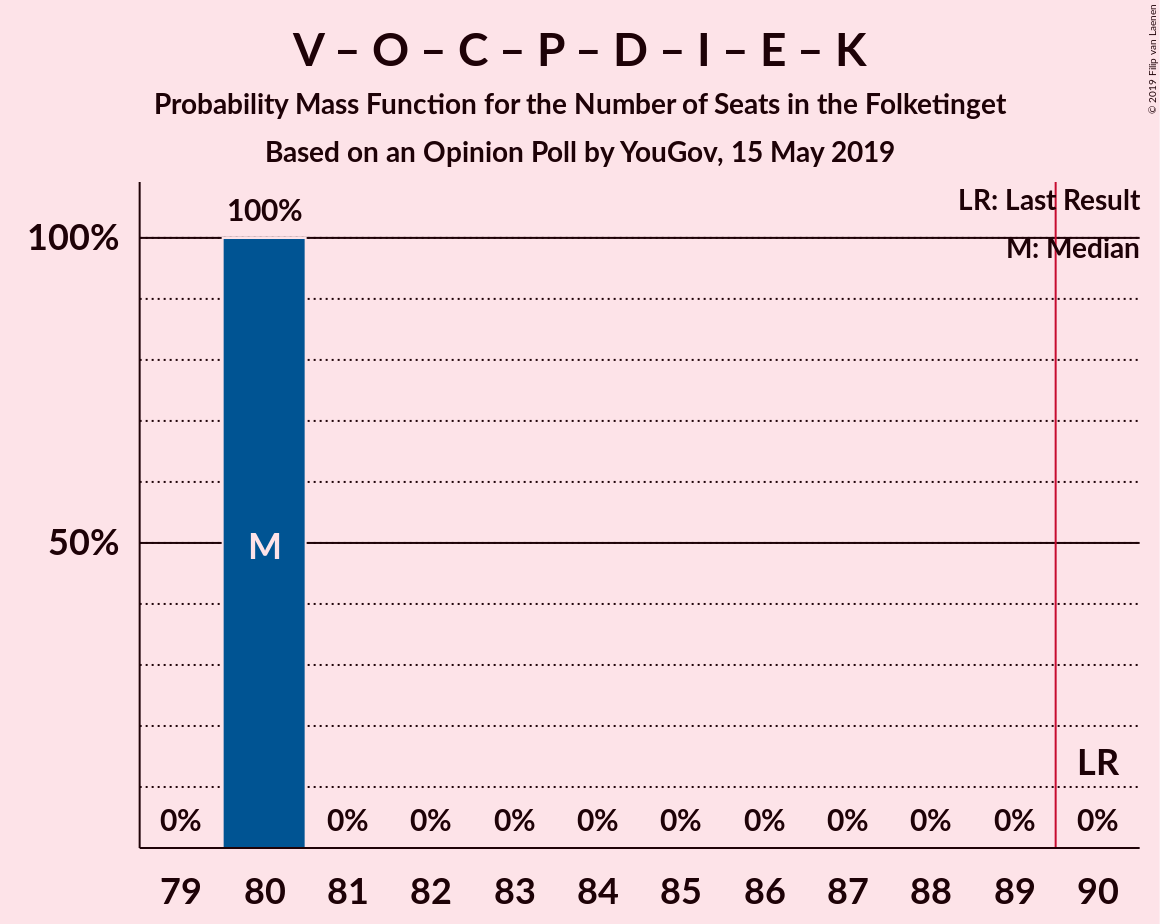 V – O – C – P – D – I – E – K
Probability Mass Function for the Number of Seats in the Folketinget
Based on an Opinion Poll by YouGov, 15 May 2019
© 2019 Filip van Laenen
LR: Last Result
M: Median
100%
100%
50%
M
LR
0% 0% 0% 0% 0% 0% 0% 0% 0% 0% 0%
79 80 81 82 83 84 85 86 87 88 89 90